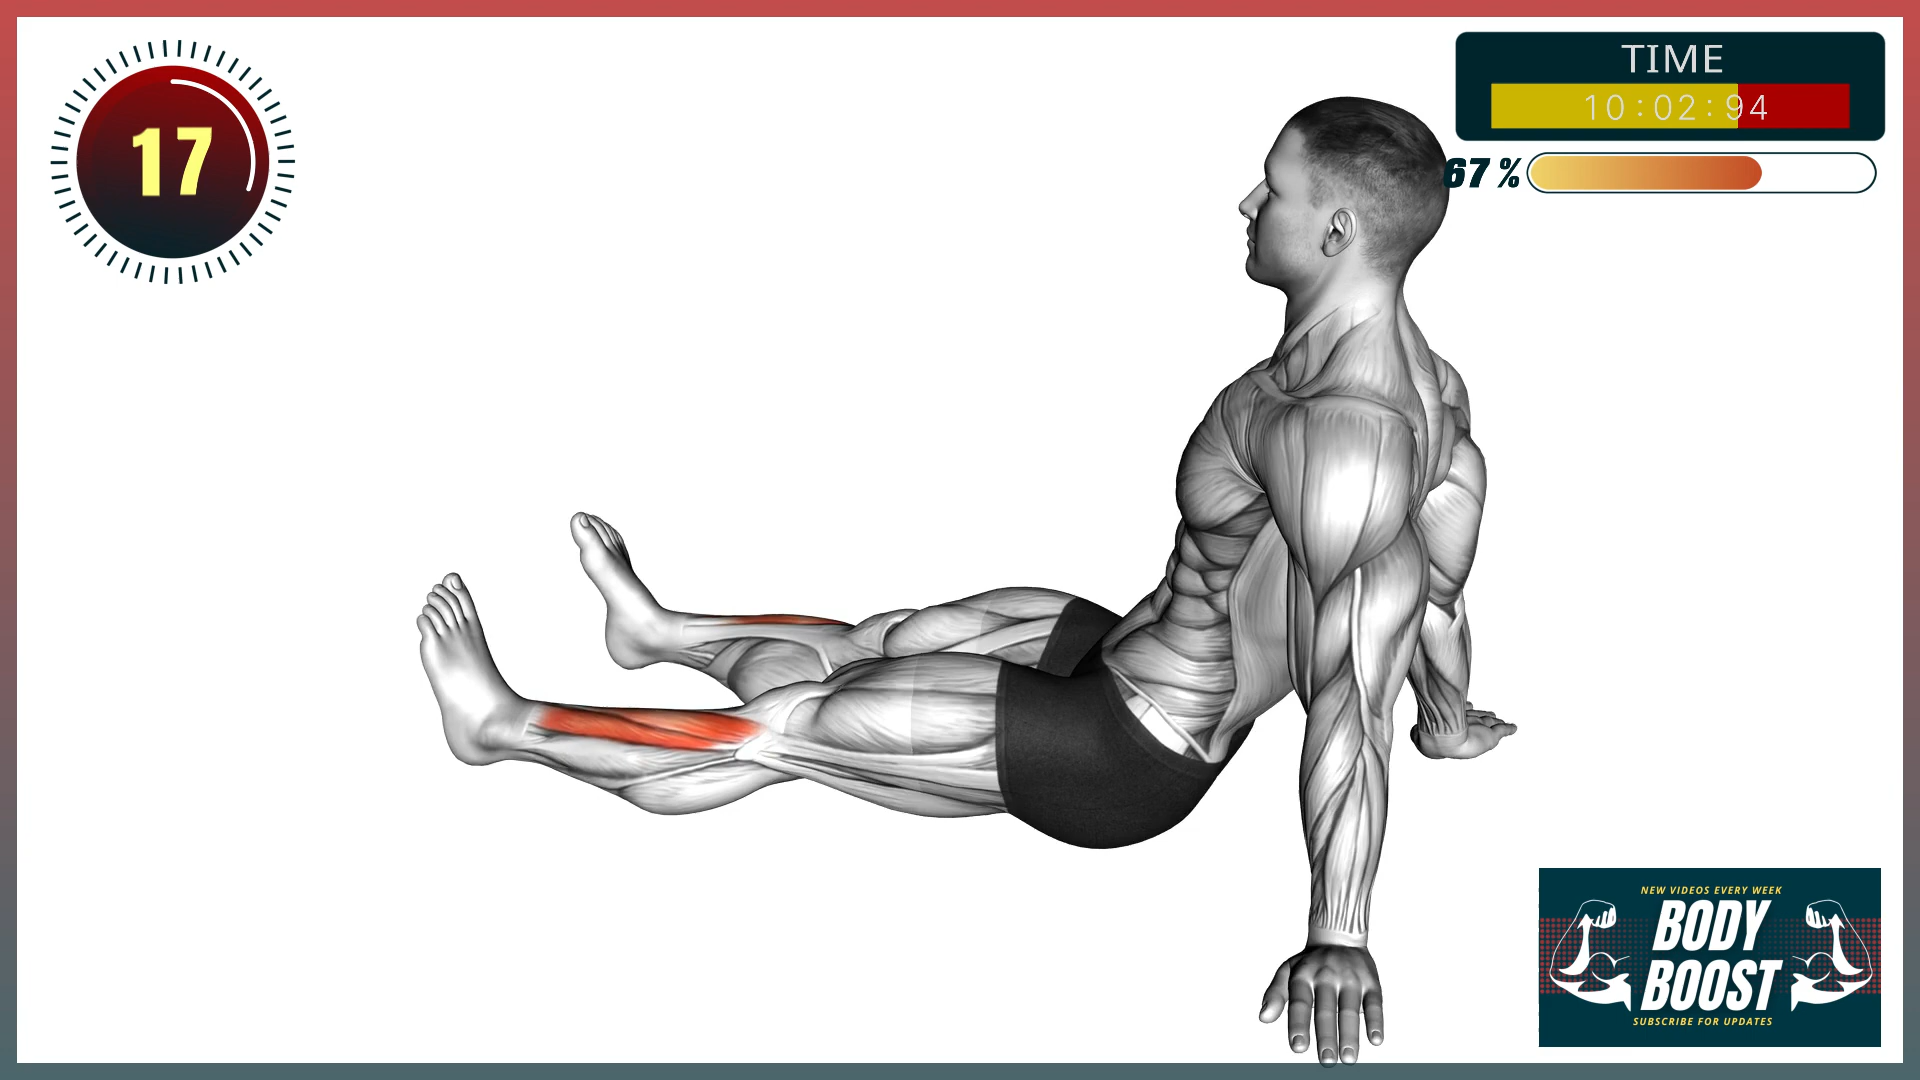 17
TIME
10:02:94
67 %
NEW VIDEOS EVERY WEEK
BODY
BOOST
SUBSCRIBE FOR UPDATES